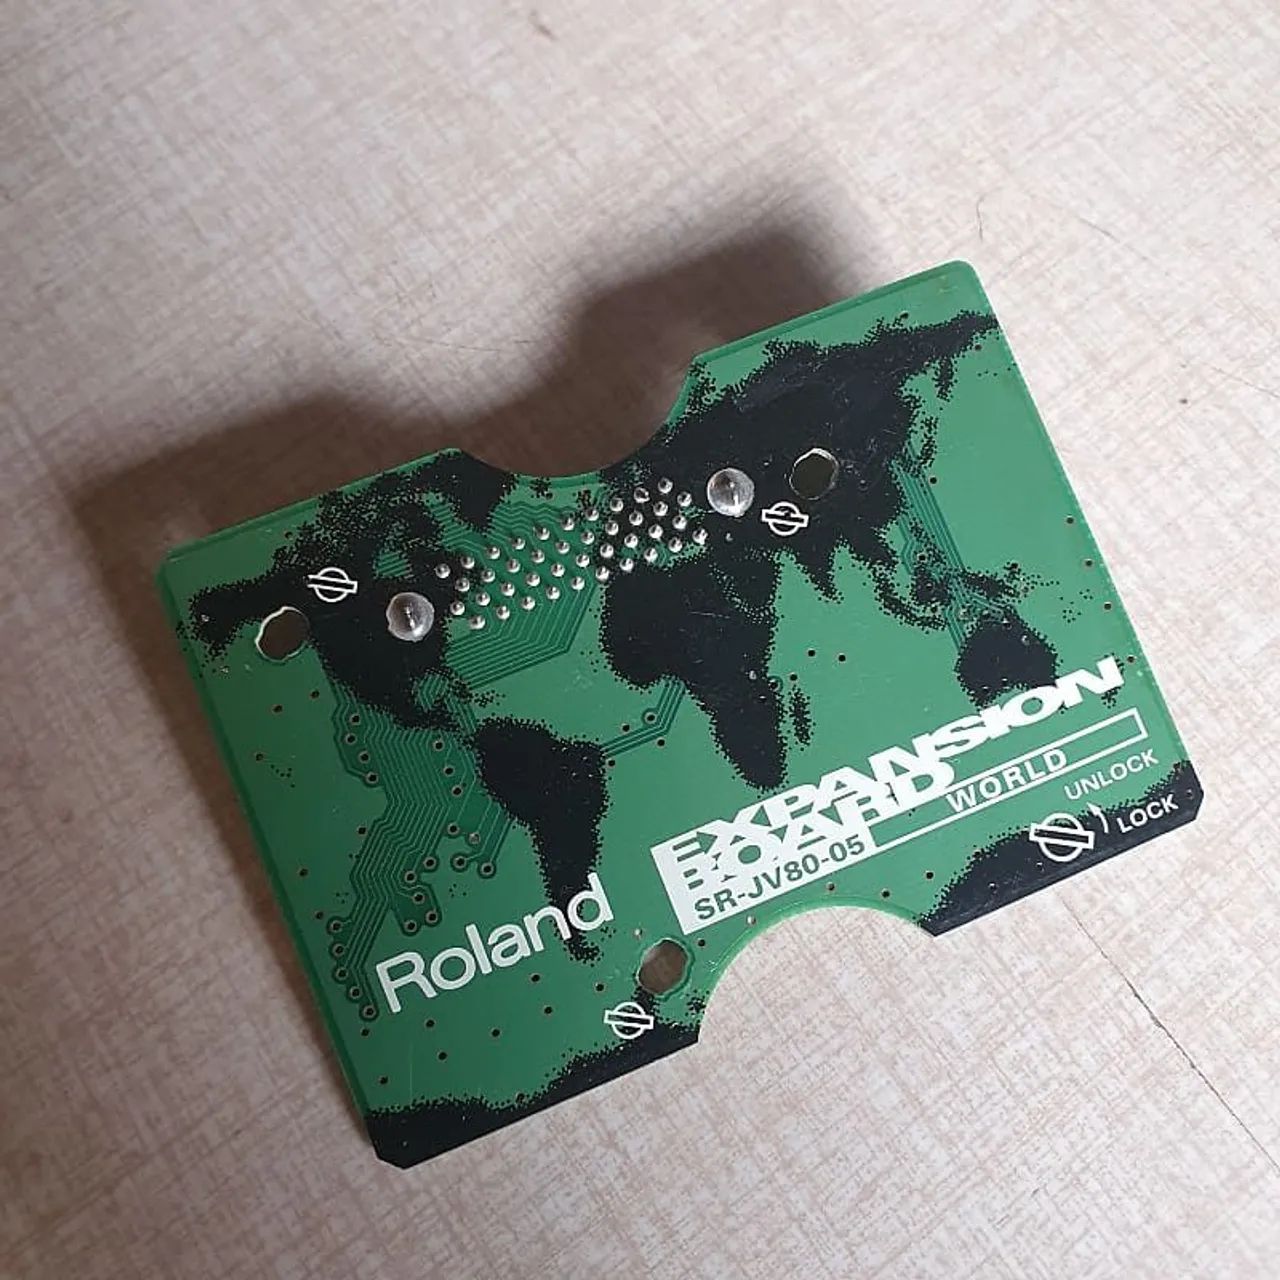 EXPANSION
BOARD
SR-JV80-05
WORLD
UNLOCK
LOCK
Roland